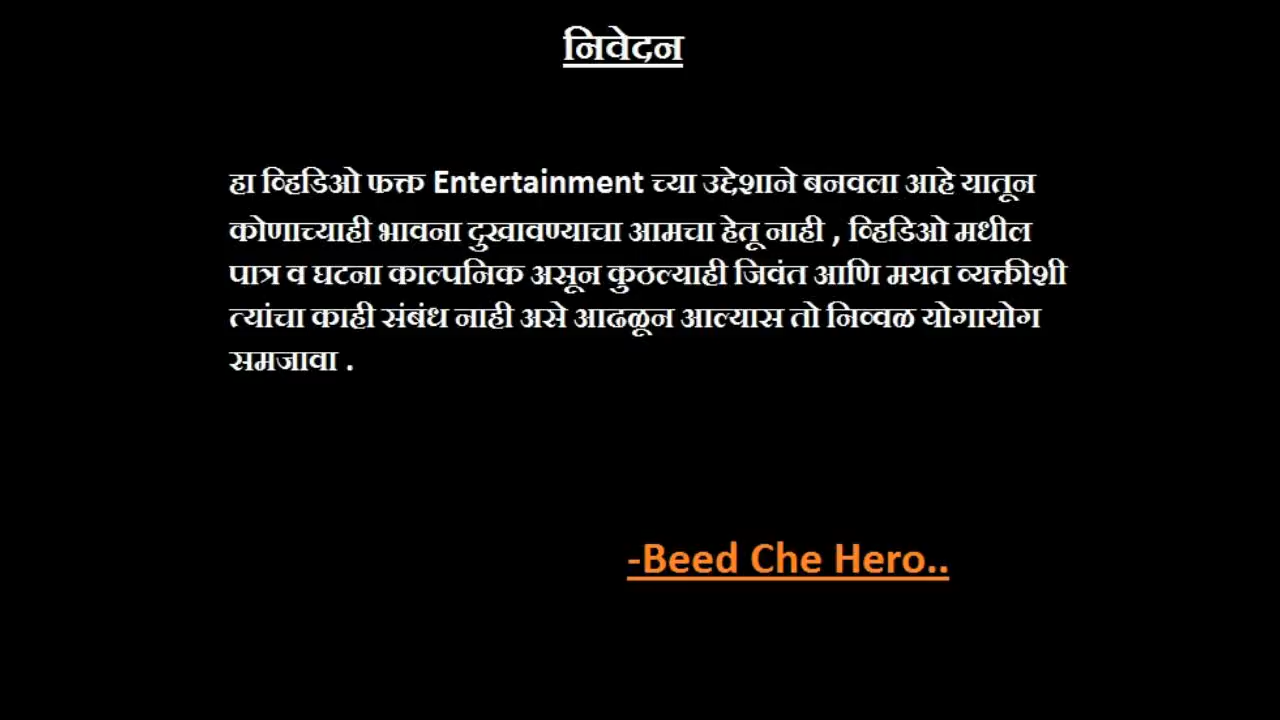 निवेदन
हा व्हिडिओ फक्त Entertainment च्या उद्देशाने बनवला आहे यातून
कोणाच्याही भावना दुखावण्याचा आमचा हेतू नाही , व्हिडिओ मधील
पात्र व घटना काल्पनिक असून कुठल्याही जिवंत आणि मयत व्यक्तीशी
त्यांचा काही संबंध नाही असे आढळून आल्यास तो निव्वळ योगायोग
समजावा .
-Beed Che Hero..